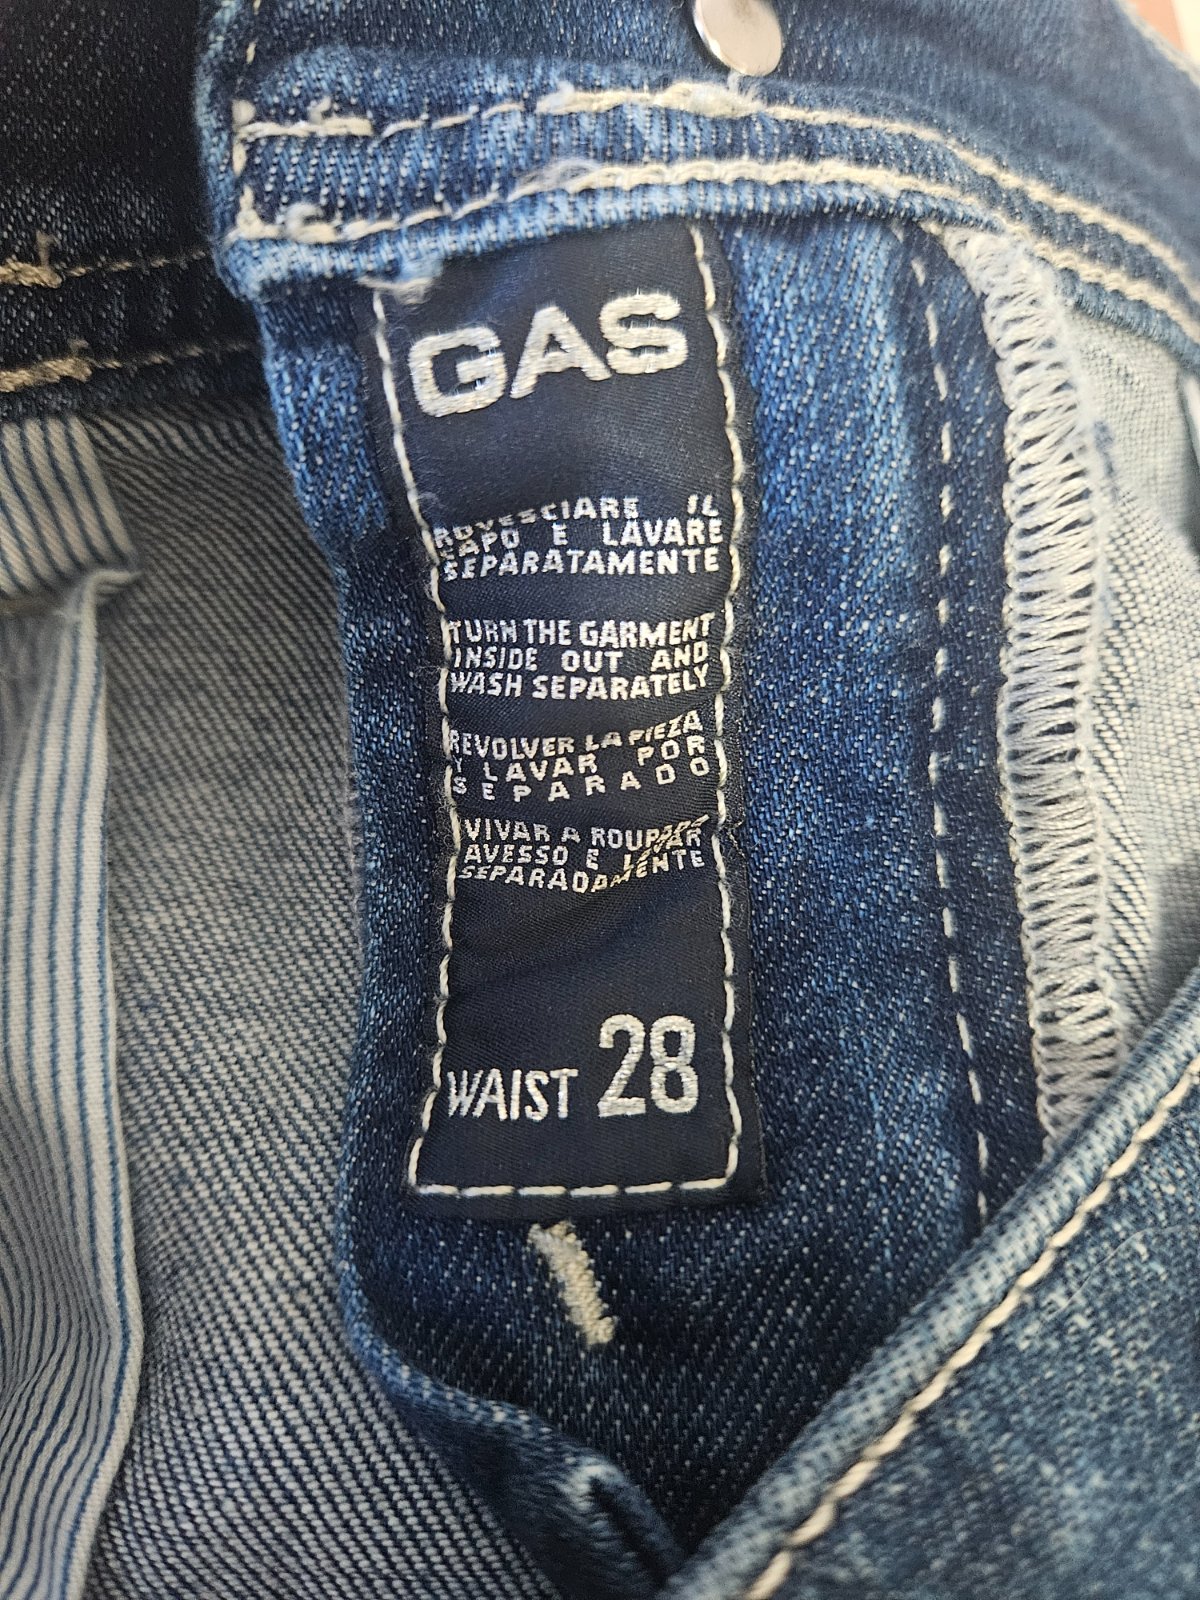 GAS
ROVESCIARE IL
CAPO E LAVARE
SEPARATAMENTE
TURN THE GARMENT
INSIDE OUT AND
WASH SEPARATELY
REVOLVER LA PIEZA
Y LAVAR POR
SEPARADO
VIVAR A ROUPA
AVESSO E
SEPARADAMENTE
WAIST 28